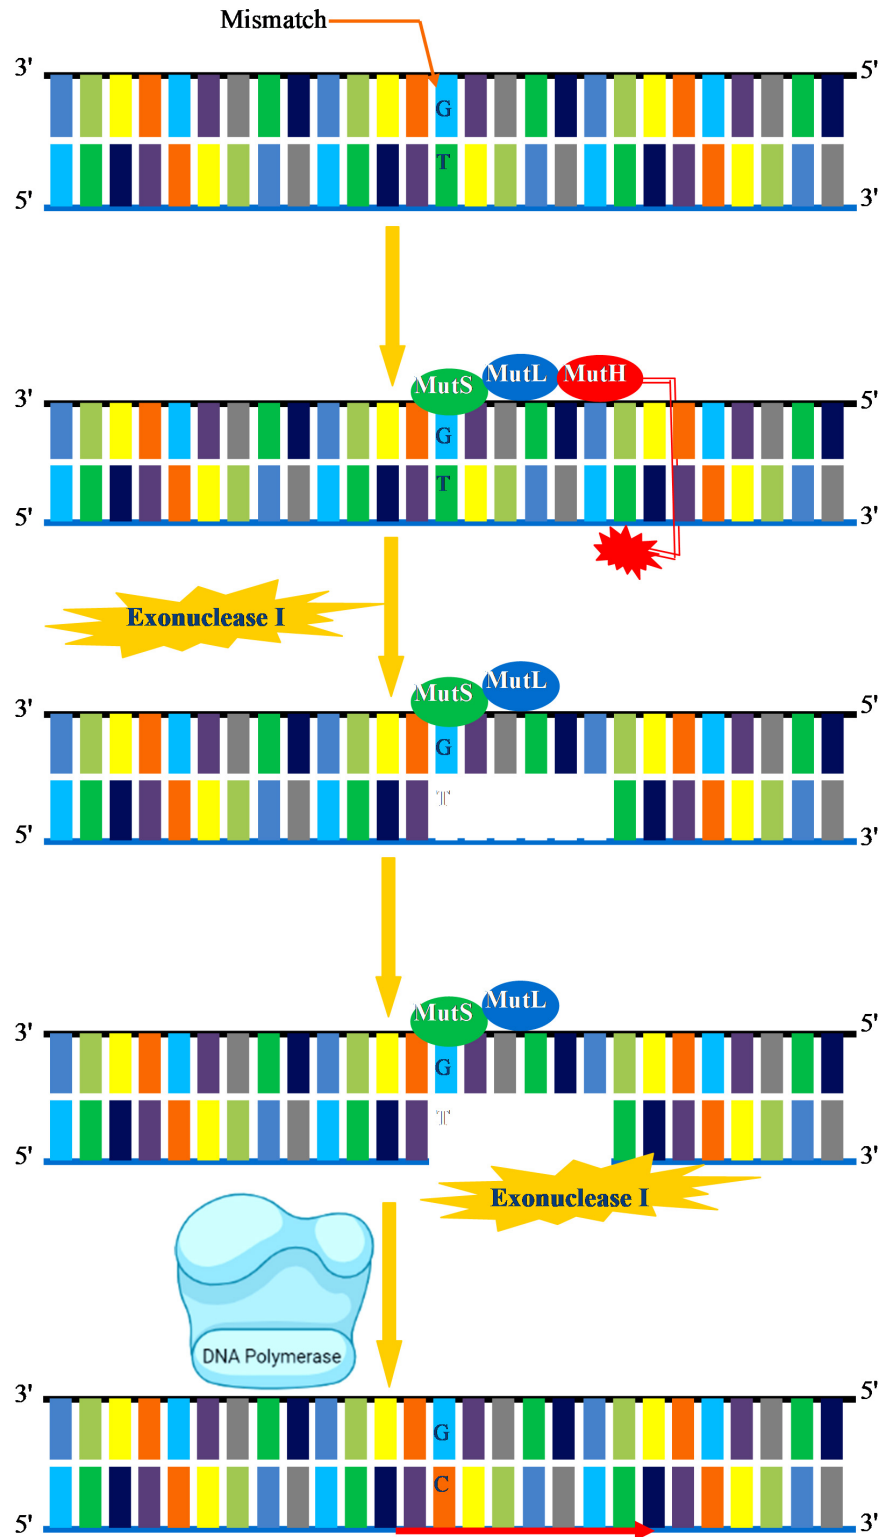 Mismatch
3' 5'
G
T
5' 3'
MutS MutL MutH
3' 5'
G
T
5' 3'
Exonuclease I
MutS MutL
3' 5'
G
T
5' 3'
MutS MutL
3' 5'
G
T
5' 3'
Exonuclease I
DNA Polymerase
3' 5'
G
C
5' 3'